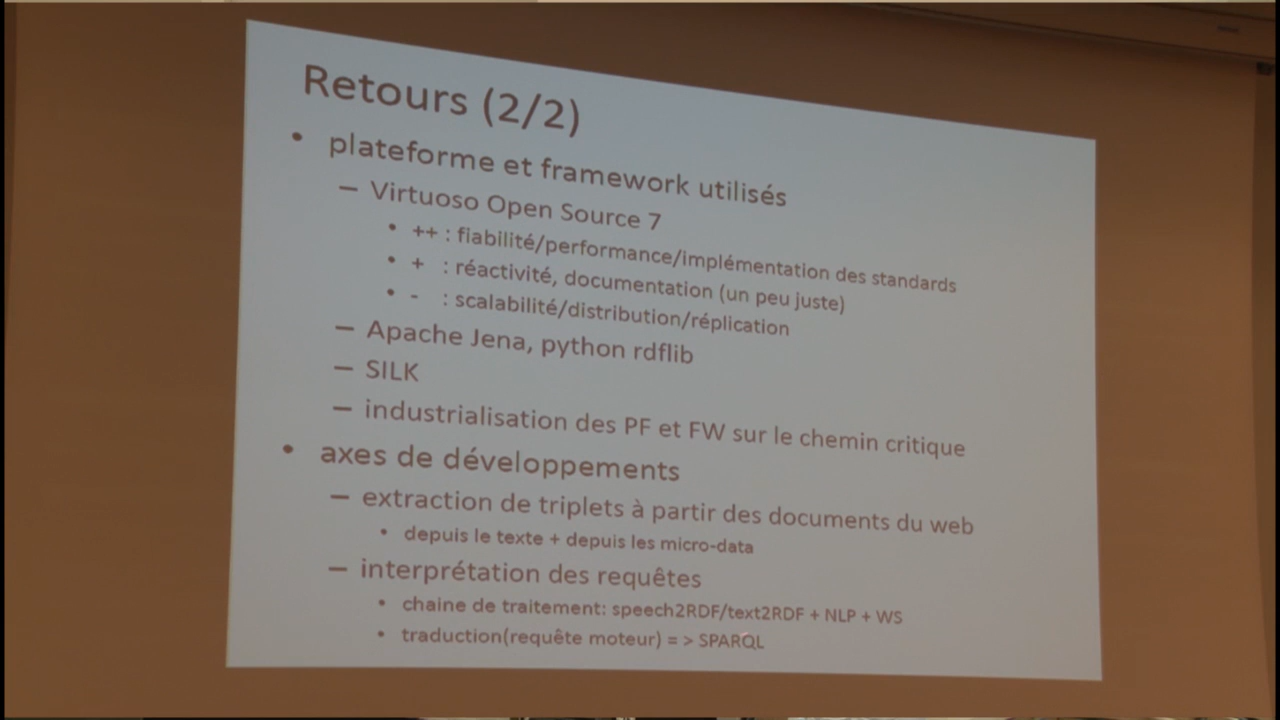 Retours (2/2)
• plateforme et framework utilisés
– Virtuoso Open Source 7
• ++ : fiabilité/performance/implémentation des standards
• + : réactivité, documentation (un peu juste)
• - : scalabilité/distribution/réplication
– Apache Jena, python rdflib
– SILK
– industrialisation des PF et FW sur le chemin critique
• axes de développements
– extraction de triplets à partir des documents du web
• depuis le texte + depuis les micro-data
– interprétation des requêtes
• chaine de traitement: speech2RDF/text2RDF + NLP + WS
• traduction(requête moteur) = > SPARQL